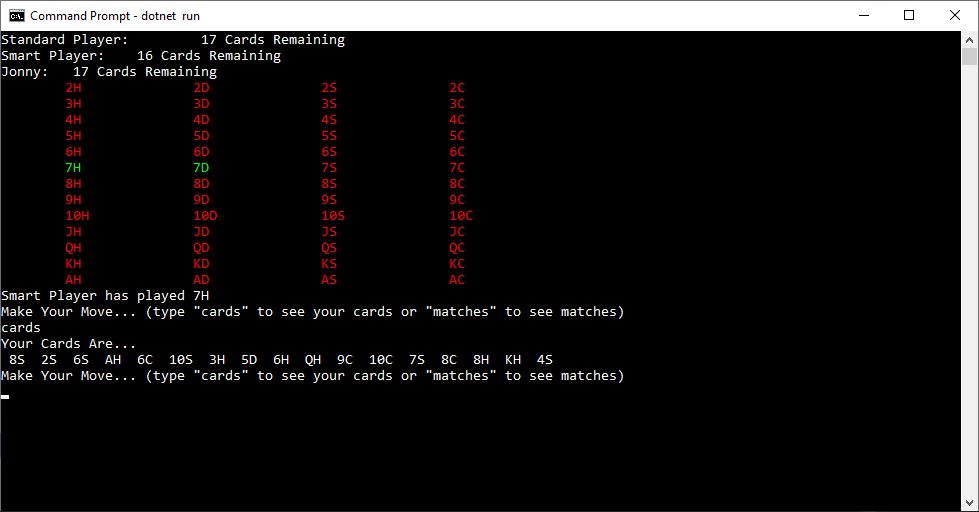 Command Prompt - dotnet  run
Standard Player:         17 Cards Remaining
Smart Player:    16 Cards Remaining
Jonny:   17 Cards Remaining
2H 2D 2S 2C
3H 3D 3S 3C
4H 4D 4S 4C
5H 5D 5S 5C
6H 6D 6S 6C
7H 7D 7S 7C
8H 8D 8S 8C
9H 9D 9S 9C
10H 10D 10S 10C
JH JD JS JC
QH QD QS QC
KH KD KS KC
AH AD AS AC
Smart Player has played 7H
Make Your Move... (type "cards" to see your cards or "matches" to see matches)
cards
Your Cards Are...
8S  2S  6S  AH  6C  10S  3H  5D  6H  QH  9C  10C  7S  8C  8H  KH  4S
Make Your Move... (type "cards" to see your cards or "matches" to see matches)